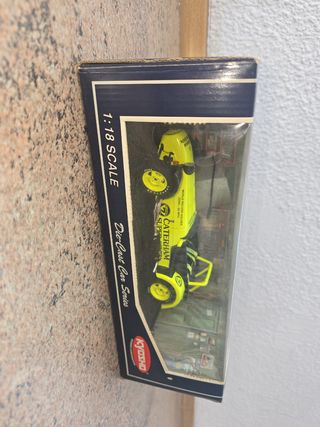 1:18 SCALE
Die-Cast Car Series
KYOSHO
CATERHAM